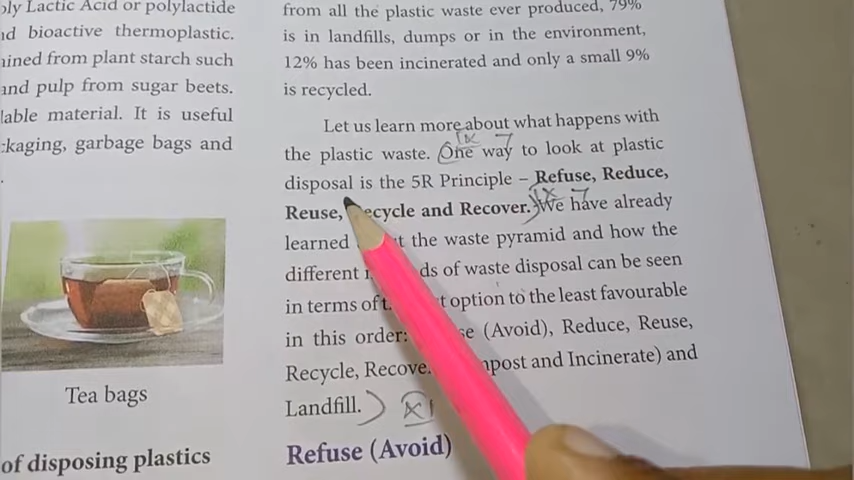 oly Lactic Acid or polylactide
nd bioactive thermoplastic.
ained from plant starch such
and pulp from sugar beets.
lable material. It is useful
ckaging, garbage bags and
Tea bags
of disposing plastics
from all the plastic waste ever produced, 79%
is in landfills, dumps or in the environment,
12% has been incinerated and only a small 9%
is recycled.
Let us learn more about what happens with
the plastic waste. One way to look at plastic
disposal is the 5R Principle – Refuse, Reduce,
Reuse, ecycle and Recover. We have already
learned t the waste pyramid and how the
different ds of waste disposal can be seen
in terms of t option to the least favourable
in this order: se (Avoid), Reduce, Reuse,
Recycle, Recove post and Incinerate) and
Landfill.
Refuse (Avoid)